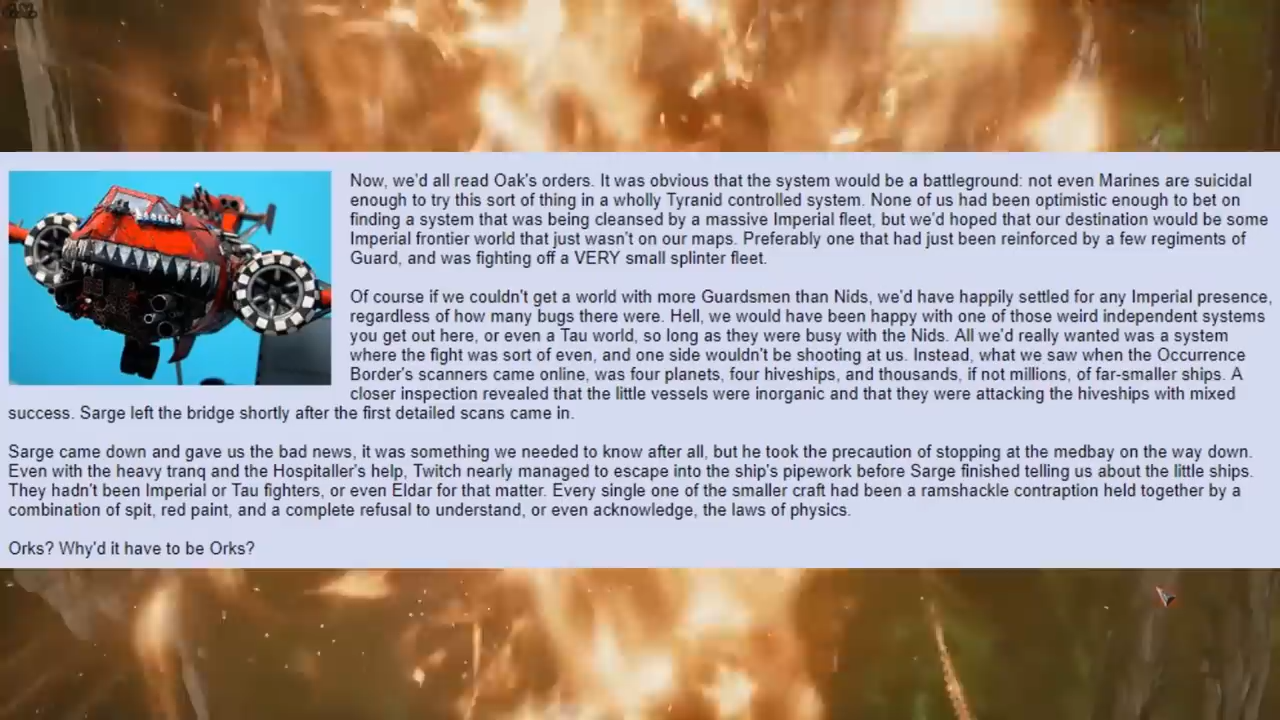 Now, we'd all read Oak's orders. It was obvious that the system would be a battleground: not even Marines are suicidal
enough to try this sort of thing in a wholly Tyranid controlled system. None of us had been optimistic enough to bet on
finding a system that was being cleansed by a massive Imperial fleet, but we'd hoped that our destination would be some
Imperial frontier world that just wasn't on our maps. Preferably one that had just been reinforced by a few regiments of
Guard, and was fighting off a VERY small splinter fleet.
Of course if we couldn't get a world with more Guardsmen than Nids, we'd have happily settled for any Imperial presence,
regardless of how many bugs there were. Hell, we would have been happy with one of those weird independent systems
you get out here, or even a Tau world, so long as they were busy with the Nids. All we'd really wanted was a system
where the fight was sort of even, and one side wouldn't be shooting at us. Instead, what we saw when the Occurrence
Border's scanners came online, was four planets, four hiveships, and thousands, if not millions, of far-smaller ships. A
closer inspection revealed that the little vessels were inorganic and that they were attacking the hiveships with mixed
success. Sarge left the bridge shortly after the first detailed scans came in.
Sarge came down and gave us the bad news, it was something we needed to know after all, but he took the precaution of stopping at the medbay on the way down.
Even with the heavy tranq and the Hospitaller's help, Twitch nearly managed to escape into the ship's pipework before Sarge finished telling us about the little ships.
They hadn't been Imperial or Tau fighters, or even Eldar for that matter. Every single one of the smaller craft had been a ramshackle contraption held together by a
combination of spit, red paint, and a complete refusal to understand, or even acknowledge, the laws of physics.
Orks? Why'd it have to be Orks?